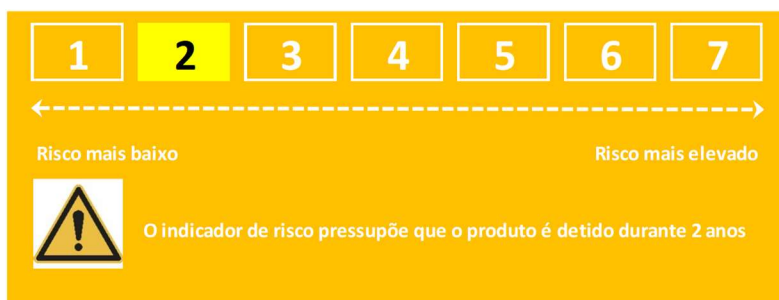 1 2 3 4 5 6 7
Risco mais baixo Risco mais elevado
O indicador de risco pressupõe que o produto é detido durante 2 anos